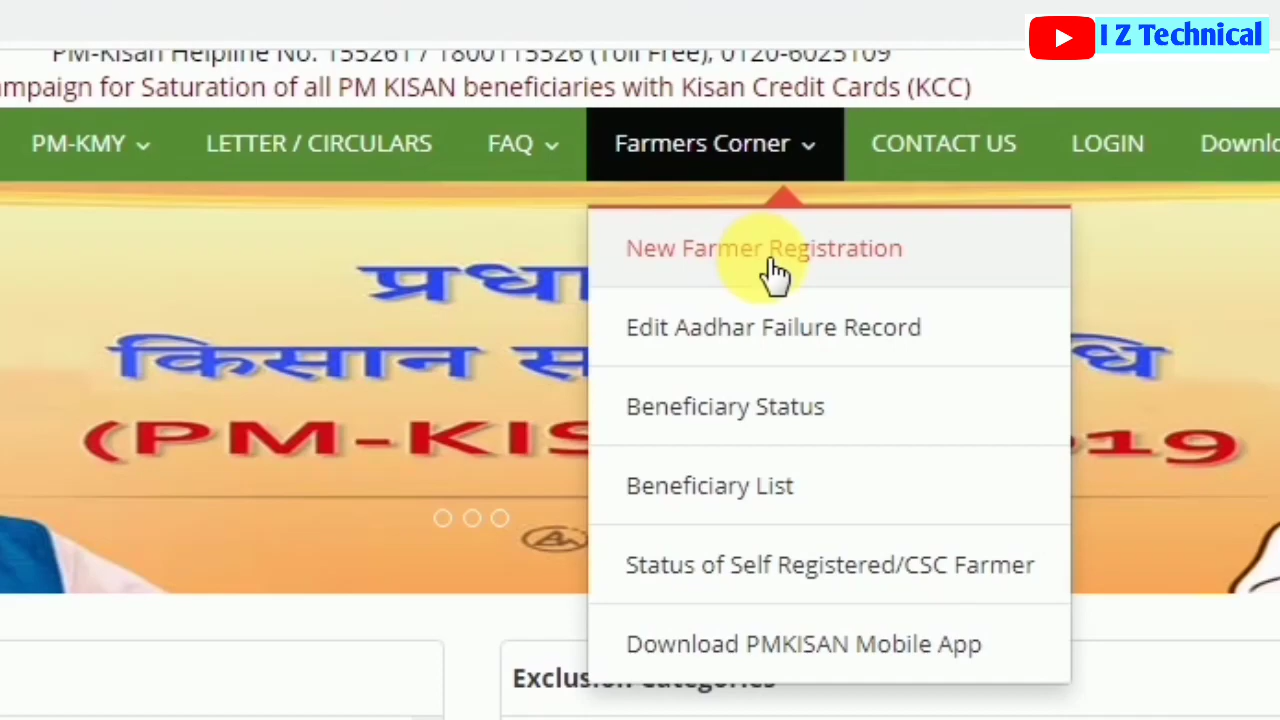 I Z Technical
PM-Kisan Helpline No. 155261 / 1800115526 (Toll Free), 0120-6025109
mpaign for Saturation of all PM KISAN beneficiaries with Kisan Credit Cards (KCC)
PM-KMY LETTER / CIRCULARS FAQ Farmers Corner CONTACT US LOGIN Downlo
New Farmer Registration
Edit Aadhar Failure Record
Beneficiary Status
Beneficiary List
Status of Self Registered/CSC Farmer
Download PMKISAN Mobile App
प्रधा
किसान स धि
(PM-KIS 19
Exclusion Categories